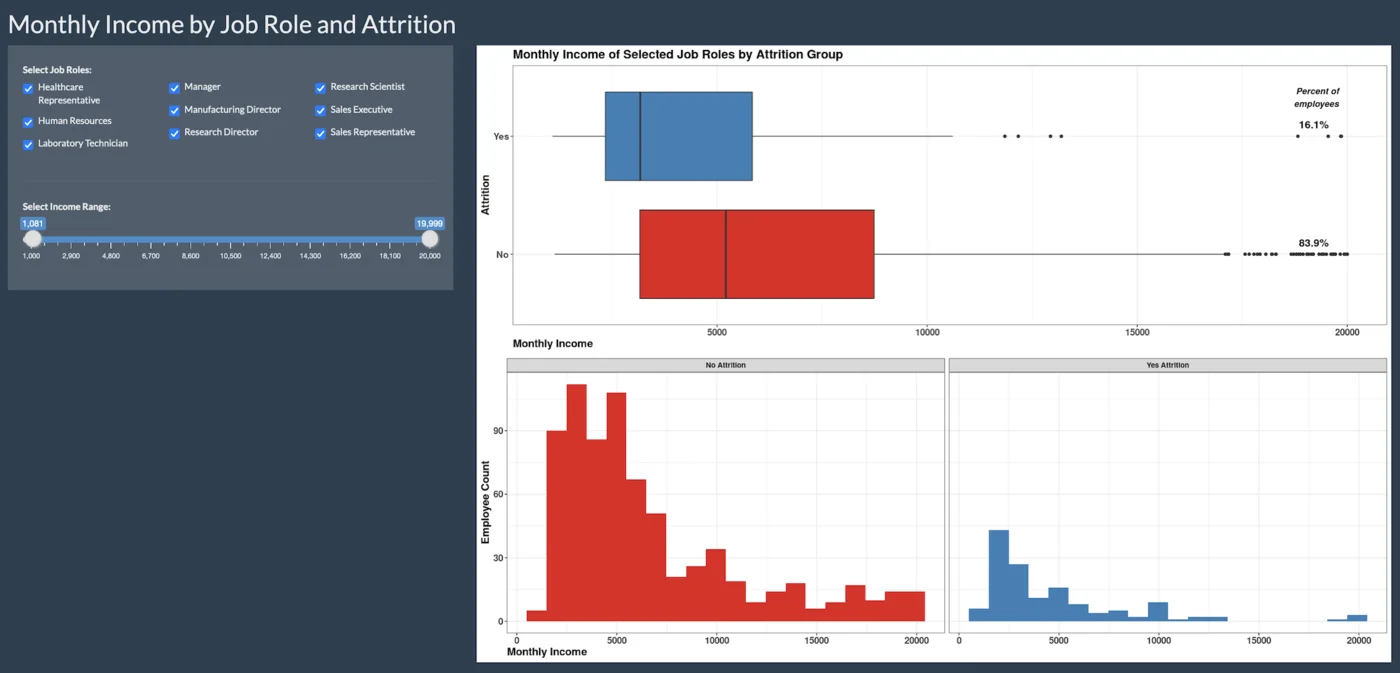 Monthly Income by Job Role and Attrition
Select Job Roles:
Healthcare
Representative
Human Resources
Laboratory Technician
Manager
Manufacturing Director
Research Director
Research Scientist
Sales Executive
Sales Representative
Select Income Range:
1,081 19,999
1,000 2,900 4,800 6,700 8,600 10,500 12,400 14,300 16,200 18,100 20,000
Monthly Income of Selected Job Roles by Attrition Group
Percent of
employees
16.1%
Yes
Attrition
83.9%
No
5000 10000 15000 20000
Monthly Income
No Attrition
Yes Attrition
Employee Count
90
60
30
0
0 5000 10000 15000 20000
0 5000 10000 15000 20000
Monthly Income